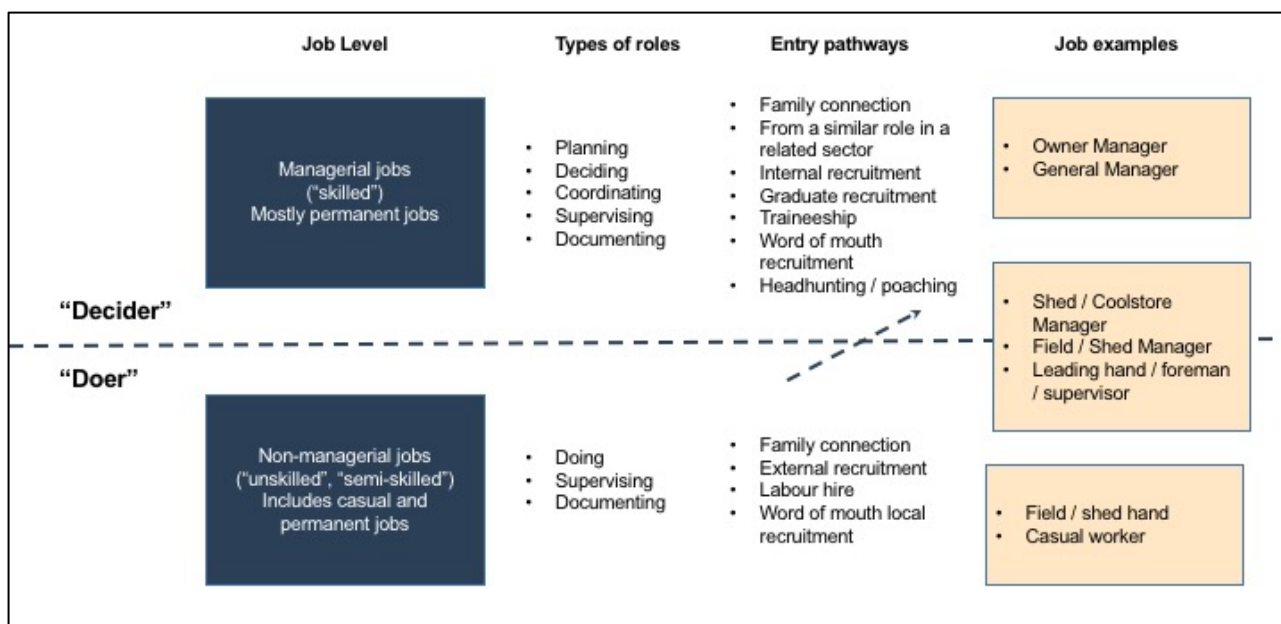 Job Level
Types of roles
Entry pathways
Job examples
Managerial jobs
(“skilled”)
Mostly permanent jobs
• Planning
• Deciding
• Coordinating
• Supervising
• Documenting
• Family connection
• From a similar role in a
related sector
• Internal recruitment
• Graduate recruitment
• Traineeship
• Word of mouth
recruitment
• Headhunting / poaching
• Owner Manager
• General Manager
“Decider”
• Shed / Coolstore
Manager
• Field / Shed Manager
• Leading hand / foreman
/ supervisor
“Doer”
Non-managerial jobs
(“unskilled”, “semi-skilled”)
Includes casual and
permanent jobs
• Doing
• Supervising
• Documenting
• Family connection
• External recruitment
• Labour hire
• Word of mouth local
recruitment
• Field / shed hand
• Casual worker